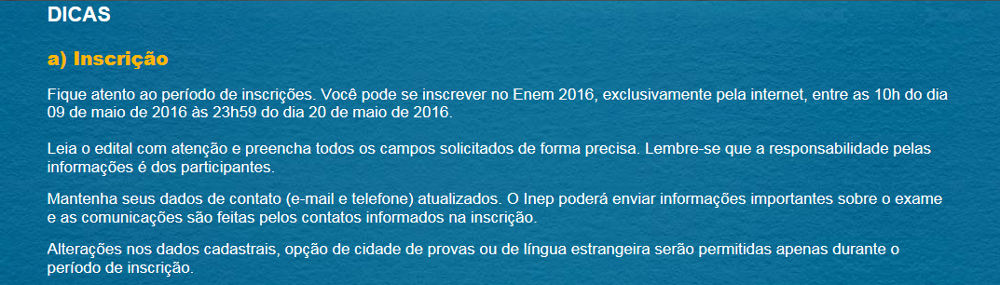 DICAS
a) Inscrição
Fique atento ao período de inscrições. Você pode se inscrever no Enem 2016, exclusivamente pela internet, entre as 10h do dia
09 de maio de 2016 às 23h59 do dia 20 de maio de 2016.
Leia o edital com atenção e preencha todos os campos solicitados de forma precisa. Lembre-se que a responsabilidade pelas
informações é dos participantes.
Mantenha seus dados de contato (e-mail e telefone) atualizados. O Inep poderá enviar informações importantes sobre o exame
e as comunicações são feitas pelos contatos informados na inscrição.
Alterações nos dados cadastrais, opção de cidade de provas ou de língua estrangeira serão permitidas apenas durante o
período de inscrição.